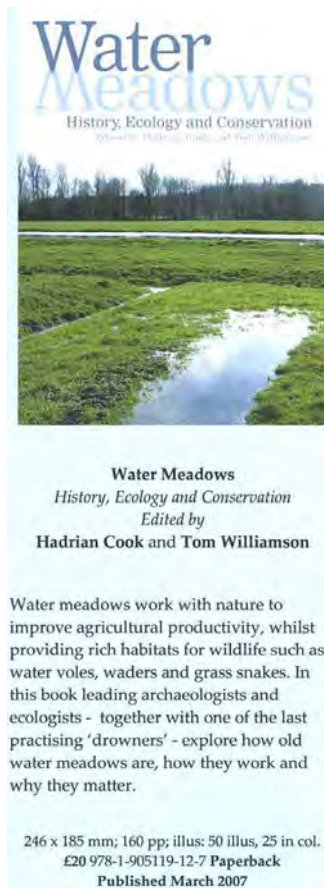 Water
Meadows
History, Ecology and Conservation
Water Meadows
History, Ecology and Conservation
Edited by
Hadrian Cook and Tom Williamson
Water meadows work with nature to
improve agricultural productivity, whilst
providing rich habitats for wildlife such as
water voles, waders and grass snakes. In
this book leading archaeologists and
ecologists - together with one of the last
practising ‘drowners’ - explore how old
water meadows are, how they work and
why they matter.
246 x 185 mm; 160 pp; illus: 50 illus, 25 in col.
£20 978-1-905119-12-7 Paperback
Published March 2007